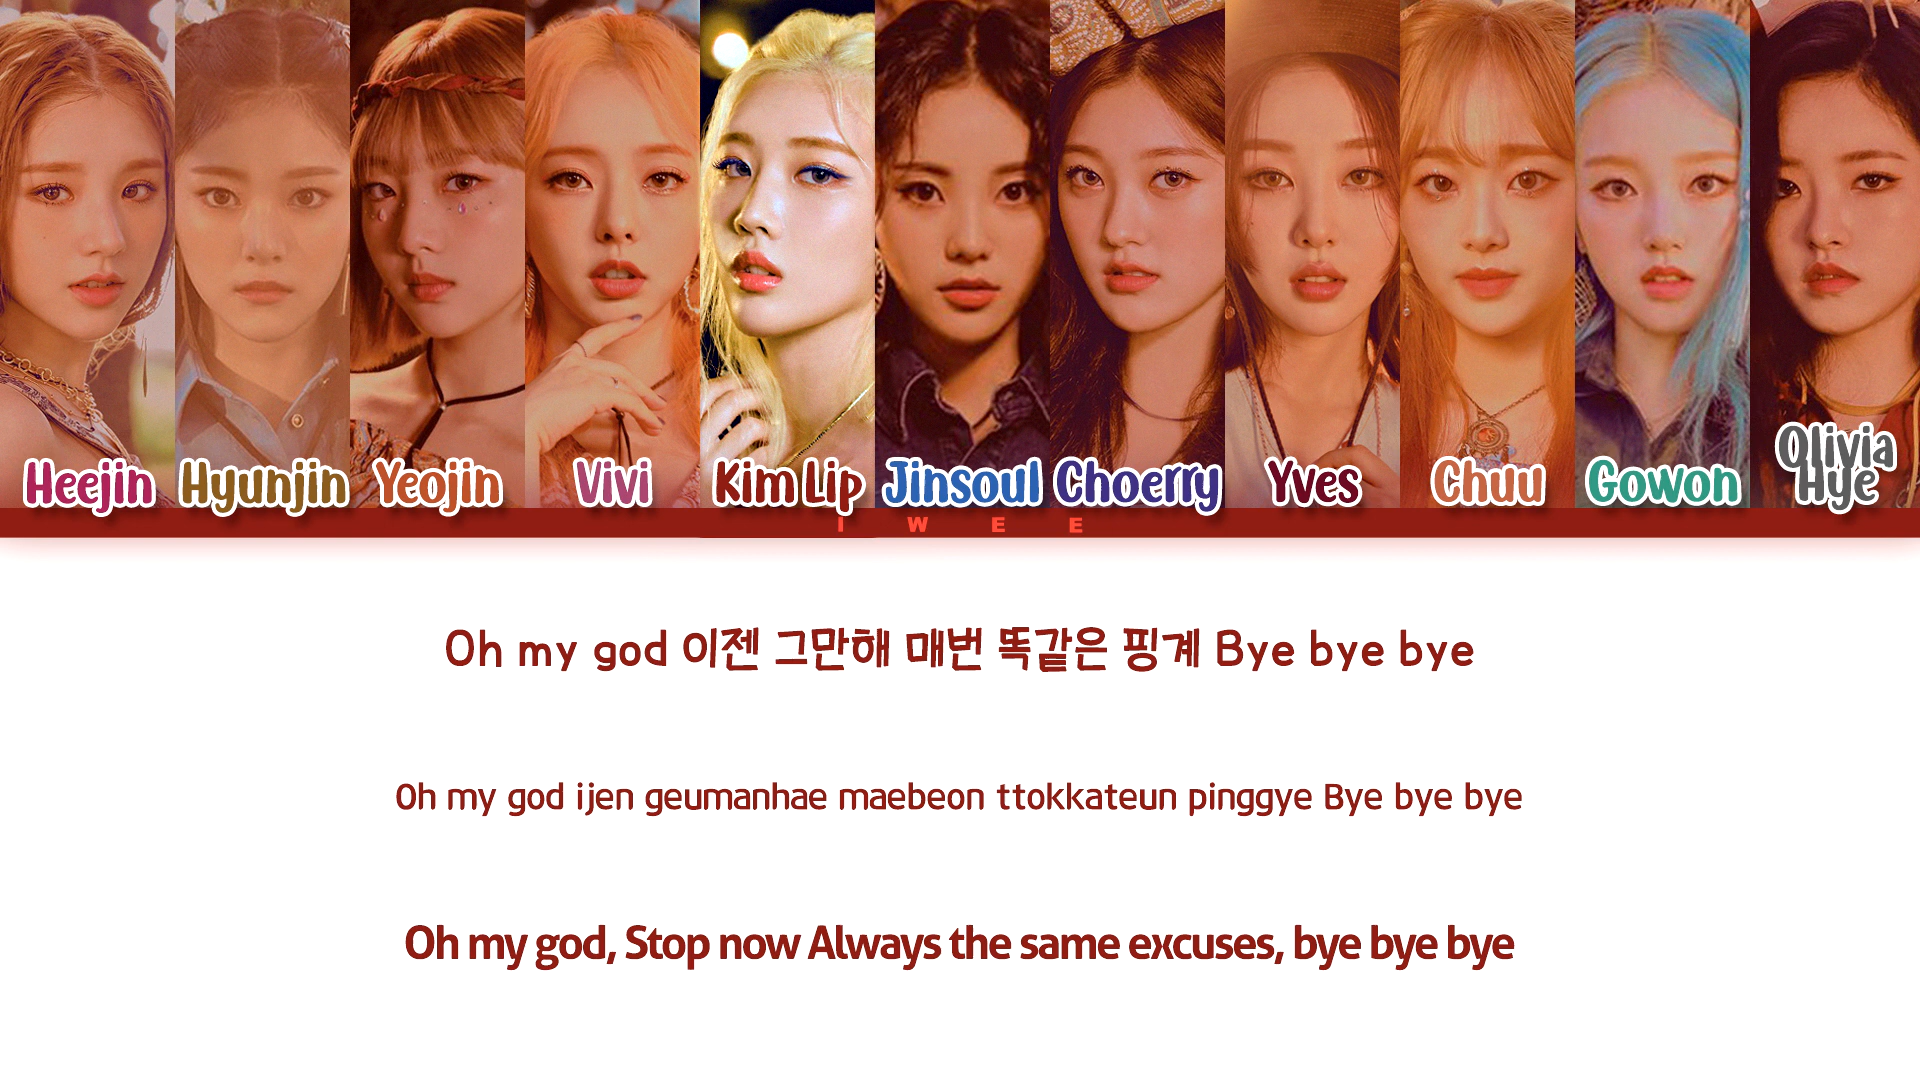 Heejin Hyunjin Yeojin Vivi Kim Lip Jinsoul Choerry Yves Chuu Gowon Olivia Hye
I W E E
Oh my god 이젠 그만해 매번 똑같은 핑계 Bye bye bye
Oh my god ijen geumanhae maebeon ttokkateun pinggye Bye bye bye
Oh my god, Stop now Always the same excuses, bye bye bye